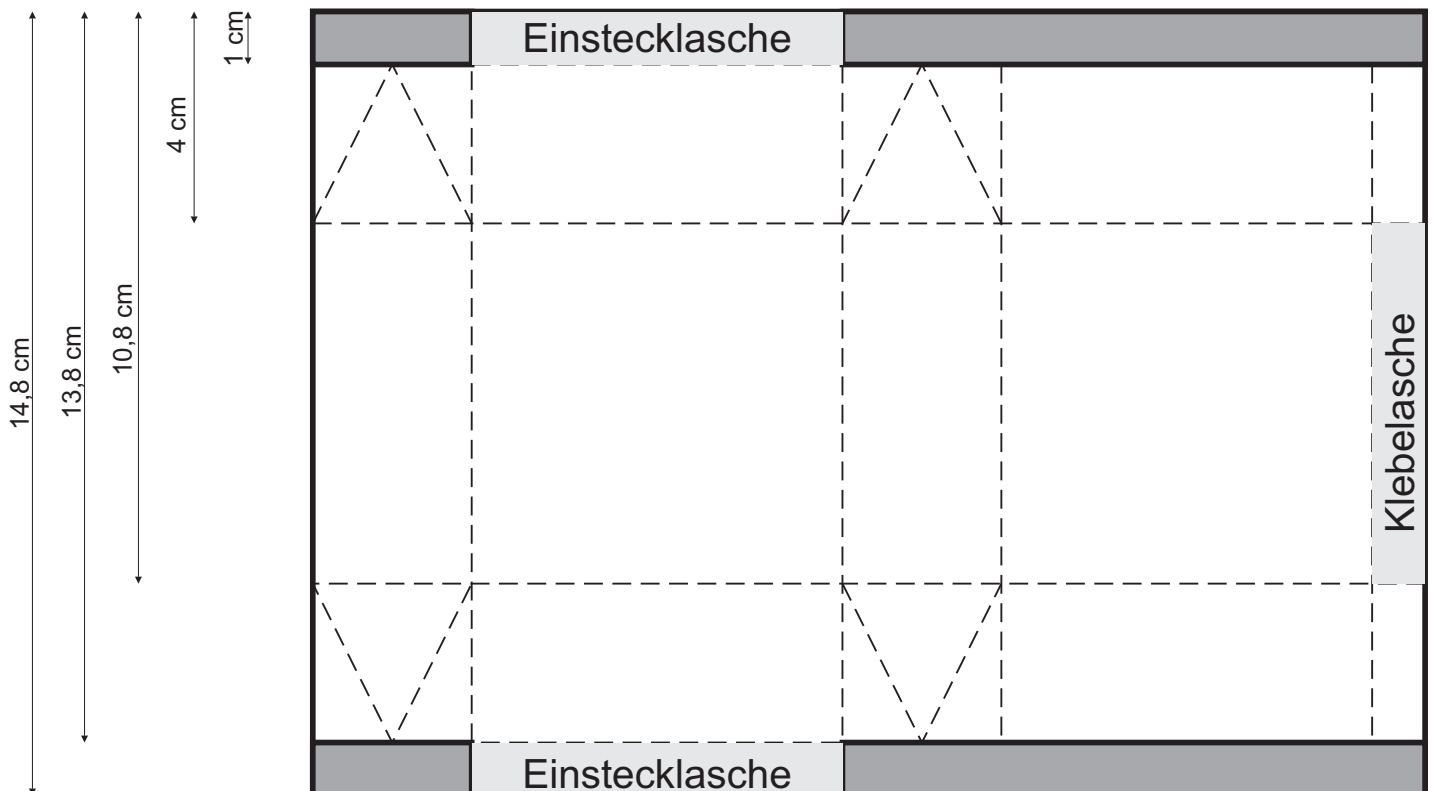 Einstecklasche
1 cm
4 cm
10,8 cm
13,8 cm
14,8 cm
Klebelasche
Einstecklasche